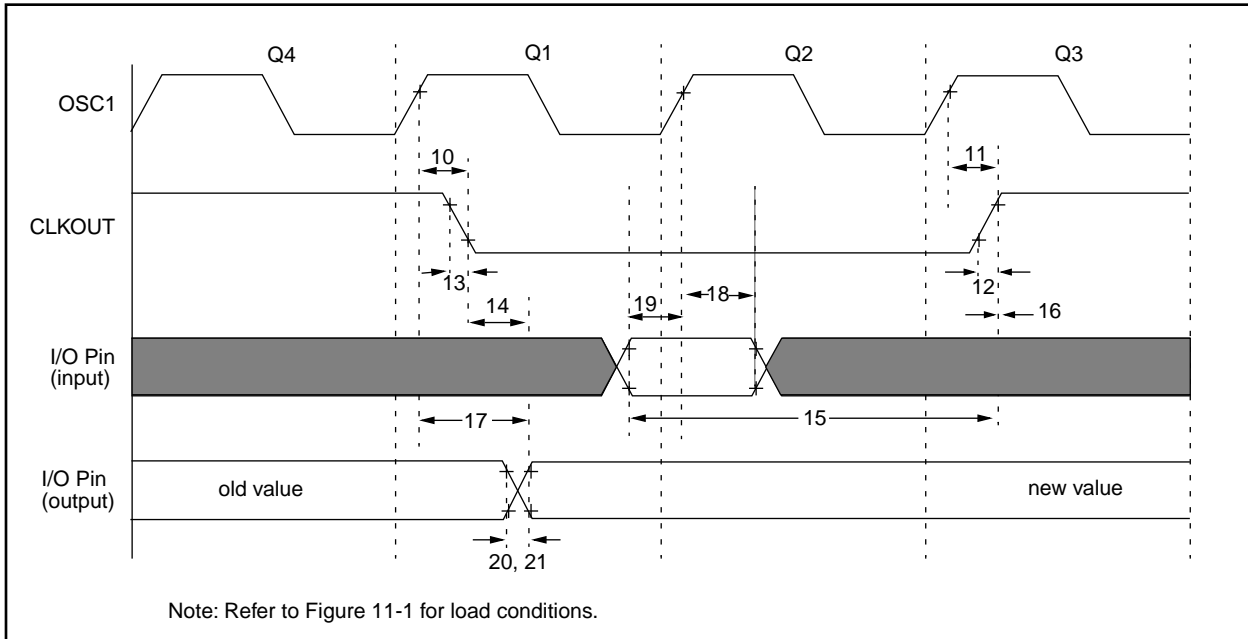 Q4
Q1
Q2
Q3
OSC1
10
11
CLKOUT
13
12
14
19
18
16
I/O Pin
(input)
17
15
I/O Pin
(output)
old value
new value
20, 21
Note: Refer to Figure 11-1 for load conditions.